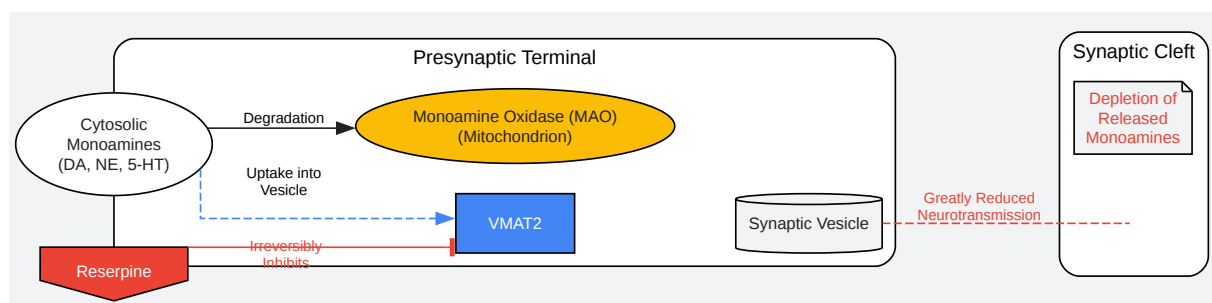 Presynaptic Terminal
Synaptic Cleft
Cytosolic
Monoamines
(DA, NE, 5-HT)
Degradation
Monoamine Oxidase (MAO)
(Mitochondrion)
Depletion of
Released
Monoamines
Uptake into
Vesicle
VMAT2
Synaptic Vesicle
Greatly Reduced
Neurotransmission
Irreversibly
Inhibits
Reserpine